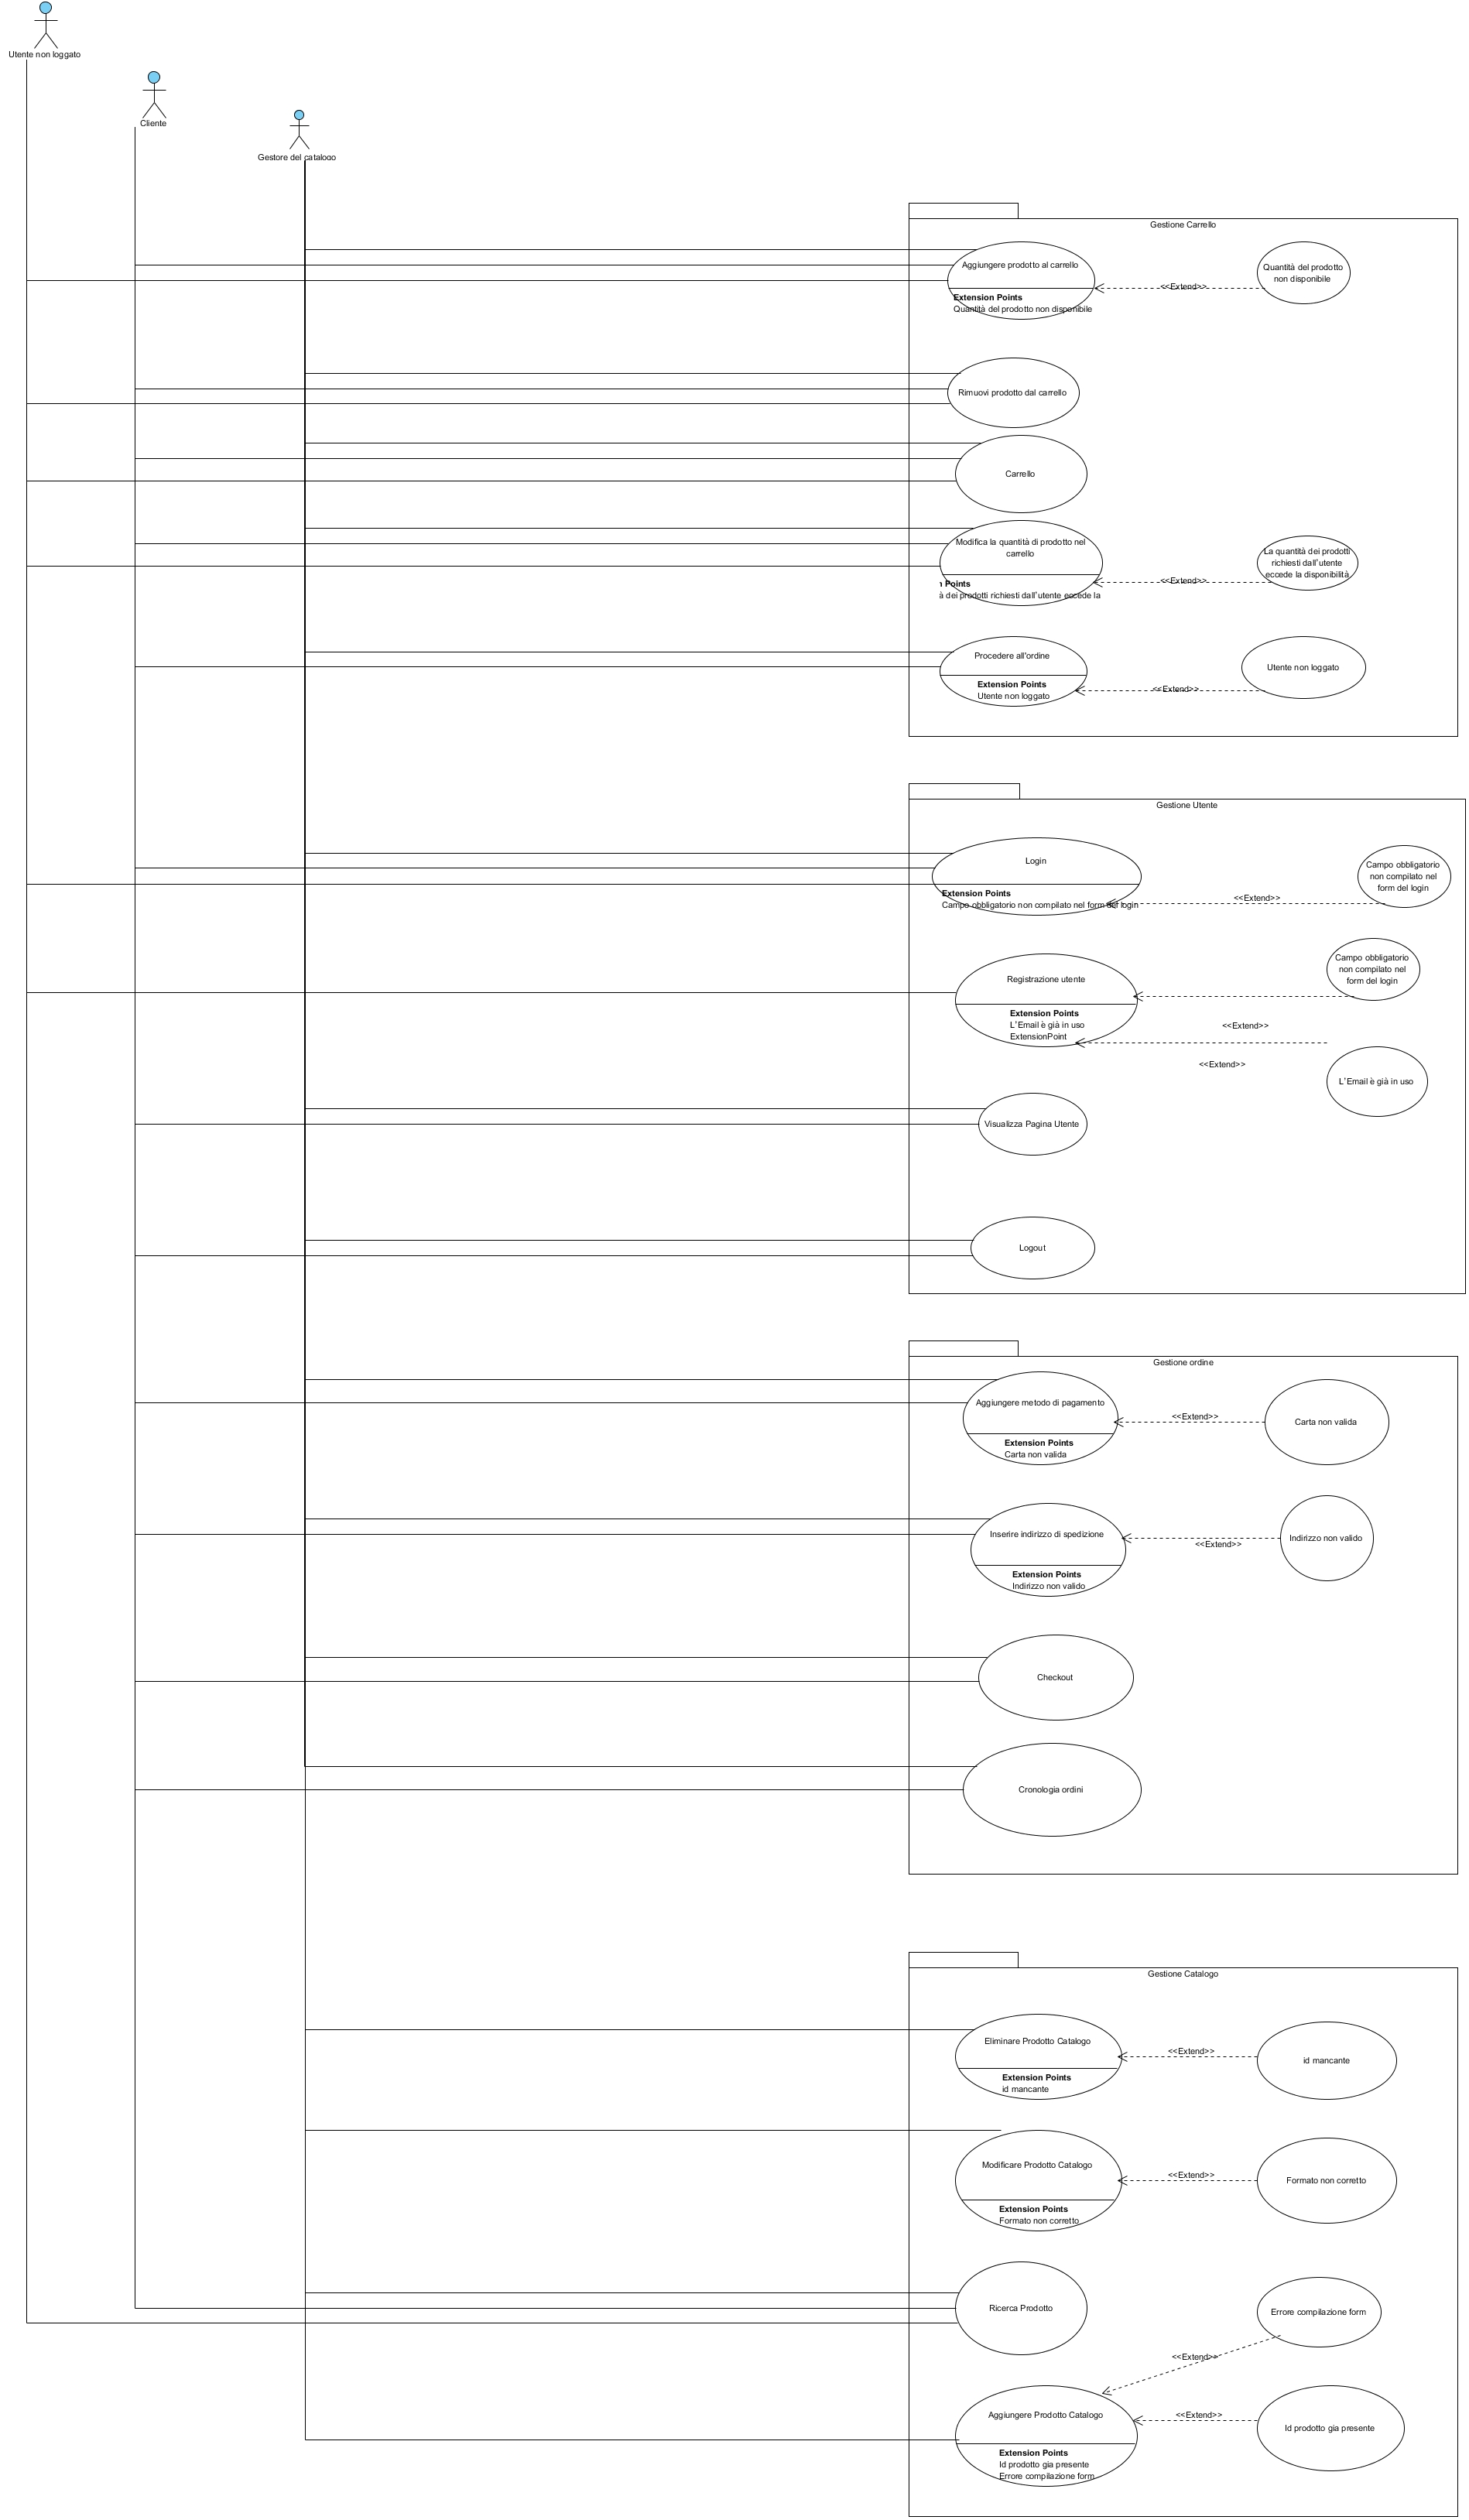 Utente non loggato
Cliente
Gestore del catalogo
Gestione Carrello
Aggiungere prodotto al carrello
Extension Points
Quantità del prodotto non disponibile
<<Extend>>
Quantità del prodotto
non disponibile
Rimuovi prodotto dal carrello
Carrello
Modifica la quantità di prodotto nel
carrello
n Points
à dei prodotti richiesti dall'utente eccede la
<<Extend>>
La quantità dei prodotti
richiesti dall'utente
eccede la disponibilità
Procedere all'ordine
Extension Points
Utente non loggato
<<Extend>>
Utente non loggato
Gestione Utente
Login
Extension Points
Campo obbligatorio non compilato nel form del login
<<Extend>>
Campo obbligatorio
non compilato nel
form del login
Registrazione utente
Extension Points
L'Email è già in uso
ExtensionPoint
Campo obbligatorio
non compilato nel
form del login
<<Extend>>
<<Extend>>
L'Email è già in uso
Visualizza Pagina Utente
Logout
Gestione ordine
Aggiungere metodo di pagamento
Extension Points
Carta non valida
<<Extend>>
Carta non valida
Inserire indirizzo di spedizione
Extension Points
Indirizzo non valido
<<Extend>>
Indirizzo non valido
Checkout
Cronologia ordini
Gestione Catalogo
Eliminare Prodotto Catalogo
Extension Points
id mancante
<<Extend>>
id mancante
Modificare Prodotto Catalogo
Extension Points
Formato non corretto
<<Extend>>
Formato non corretto
Ricerca Prodotto
Errore compilazione form
<<Extend>>
Aggiungere Prodotto Catalogo
Extension Points
Id prodotto gia presente
Errore compilazione form
<<Extend>>
Id prodotto gia presente